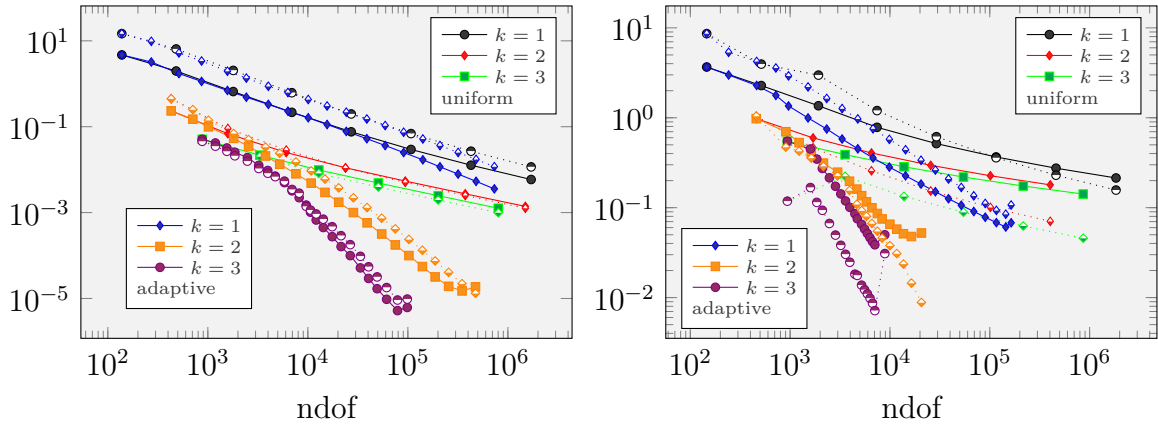 10^1
10^−1
10^−3
10^−5
10^2
10^3
10^4
10^5
10^6
ndof
k = 1
k = 2
k = 3
uniform
k = 1
k = 2
k = 3
adaptive
10^1
10^0
10^−1
10^−2
10^2
10^3
10^4
10^5
10^6
ndof
k = 1
k = 2
k = 3
uniform
k = 1
k = 2
k = 3
adaptive